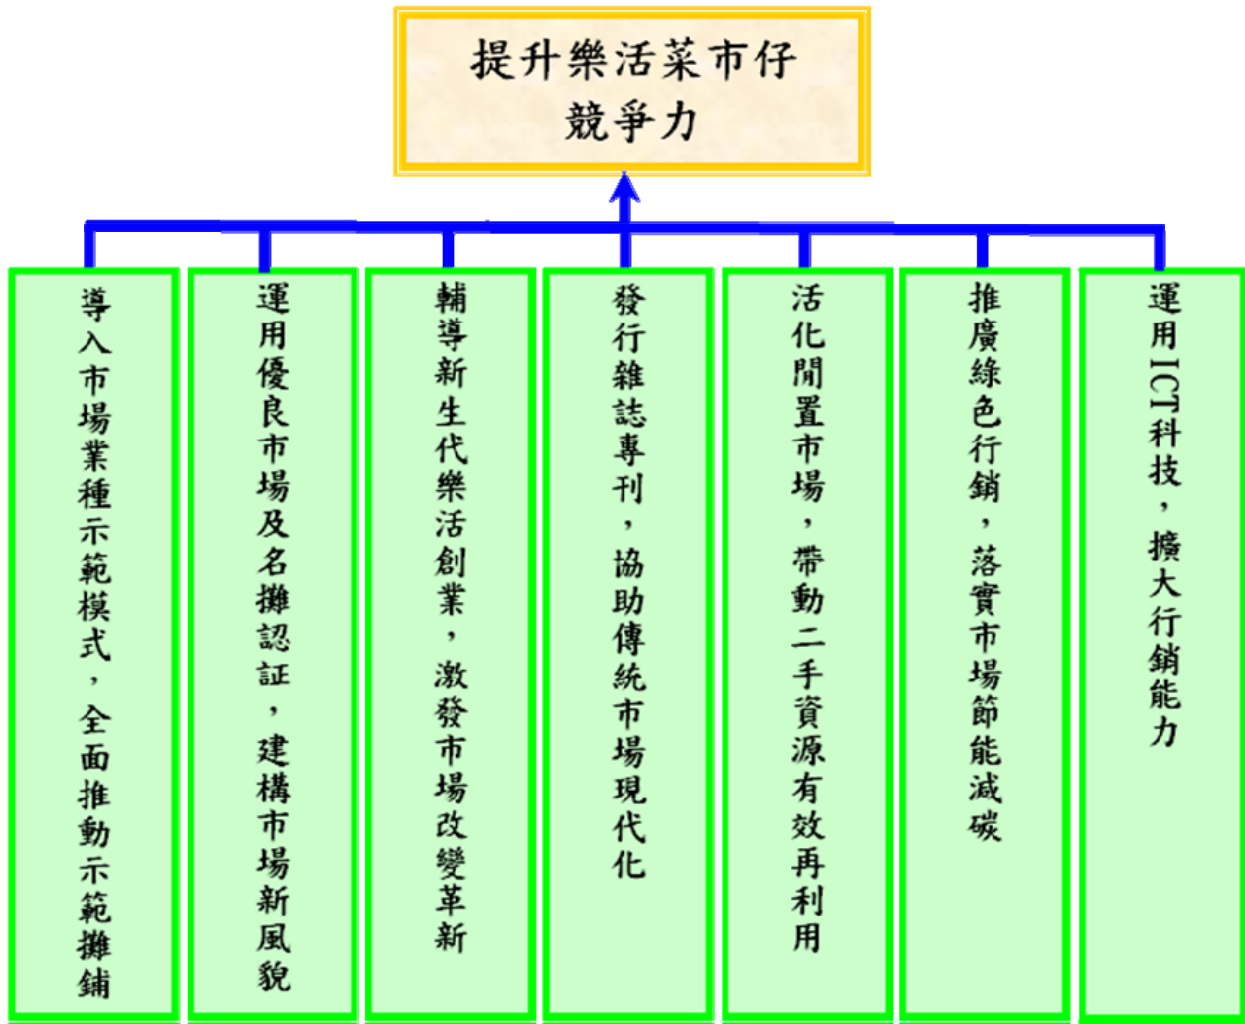 提升樂活菜市仔
競爭力
導入市場業種示範模式，全面推動示範攤鋪
運用優良市場及名攤認証，建構市場新風貌
輔導新生代樂活創業，激發市場改變革新
發行雜誌專刊，協助傳統市場現代化
活化閒置市場，帶動二手資源有效再利用
推廣綠色行銷，落實市場節能減碳
運用ICT科技，擴大行銷能力